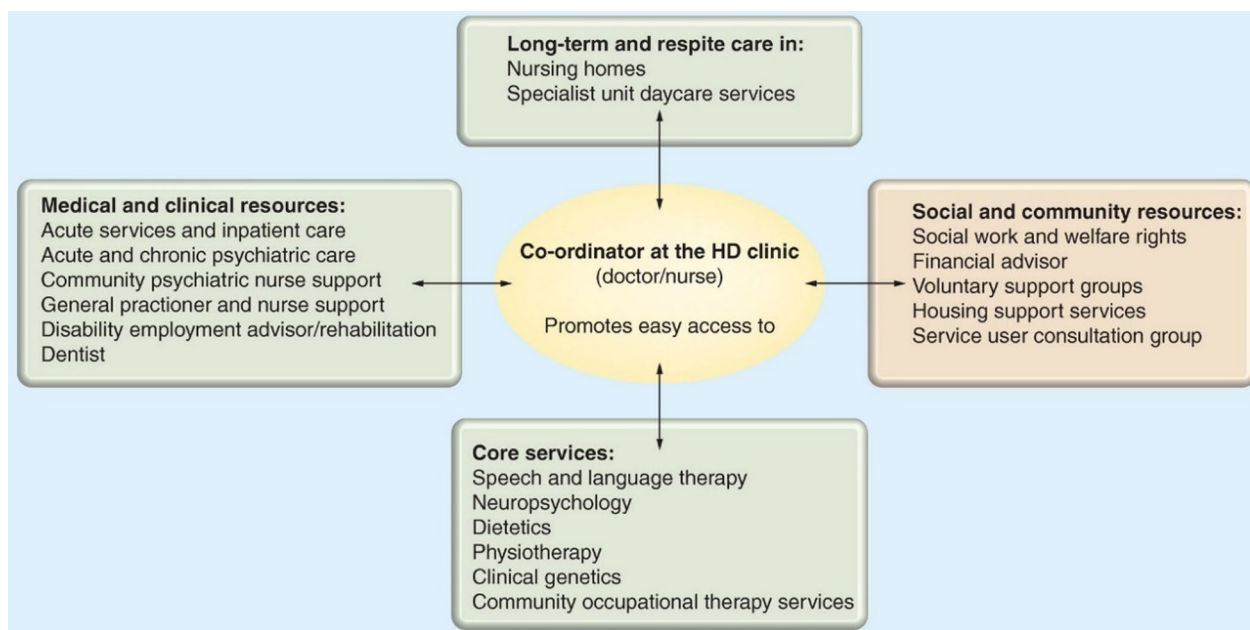 Long-term and respite care in:
Nursing homes
Specialist unit daycare services
Medical and clinical resources:
Acute services and inpatient care
Acute and chronic psychiatric care
Community psychiatric nurse support
General practioner and nurse support
Disability employment advisor/rehabilitation
Dentist
Co-ordinator at the HD clinic
(doctor/nurse)
Promotes easy access to
Social and community resources:
Social work and welfare rights
Financial advisor
Voluntary support groups
Housing support services
Service user consultation group
Core services:
Speech and language therapy
Neuropsychology
Dietetics
Physiotherapy
Clinical genetics
Community occupational therapy services